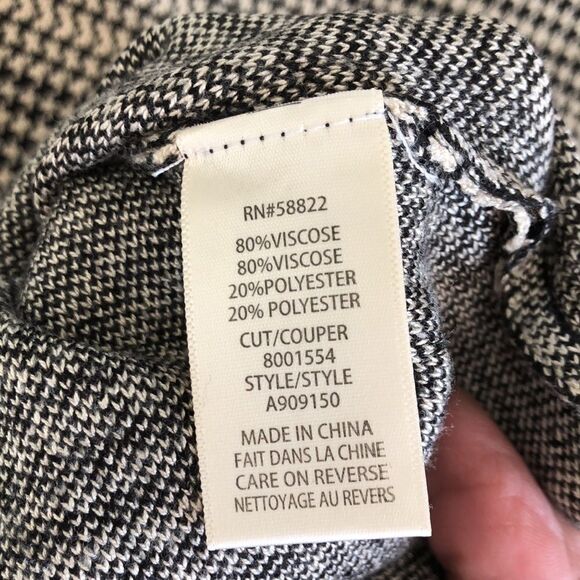 RN#58822
80%VISCOSE
80%VISCOSE
20%POLYESTER
20% POLYESTER
CUT/COUPER
8001554
STYLE/STYLE
A909150
MADE IN CHINA
FAIT DANS LA CHINE
CARE ON REVERSE
NETTOYAGE AU REVERS